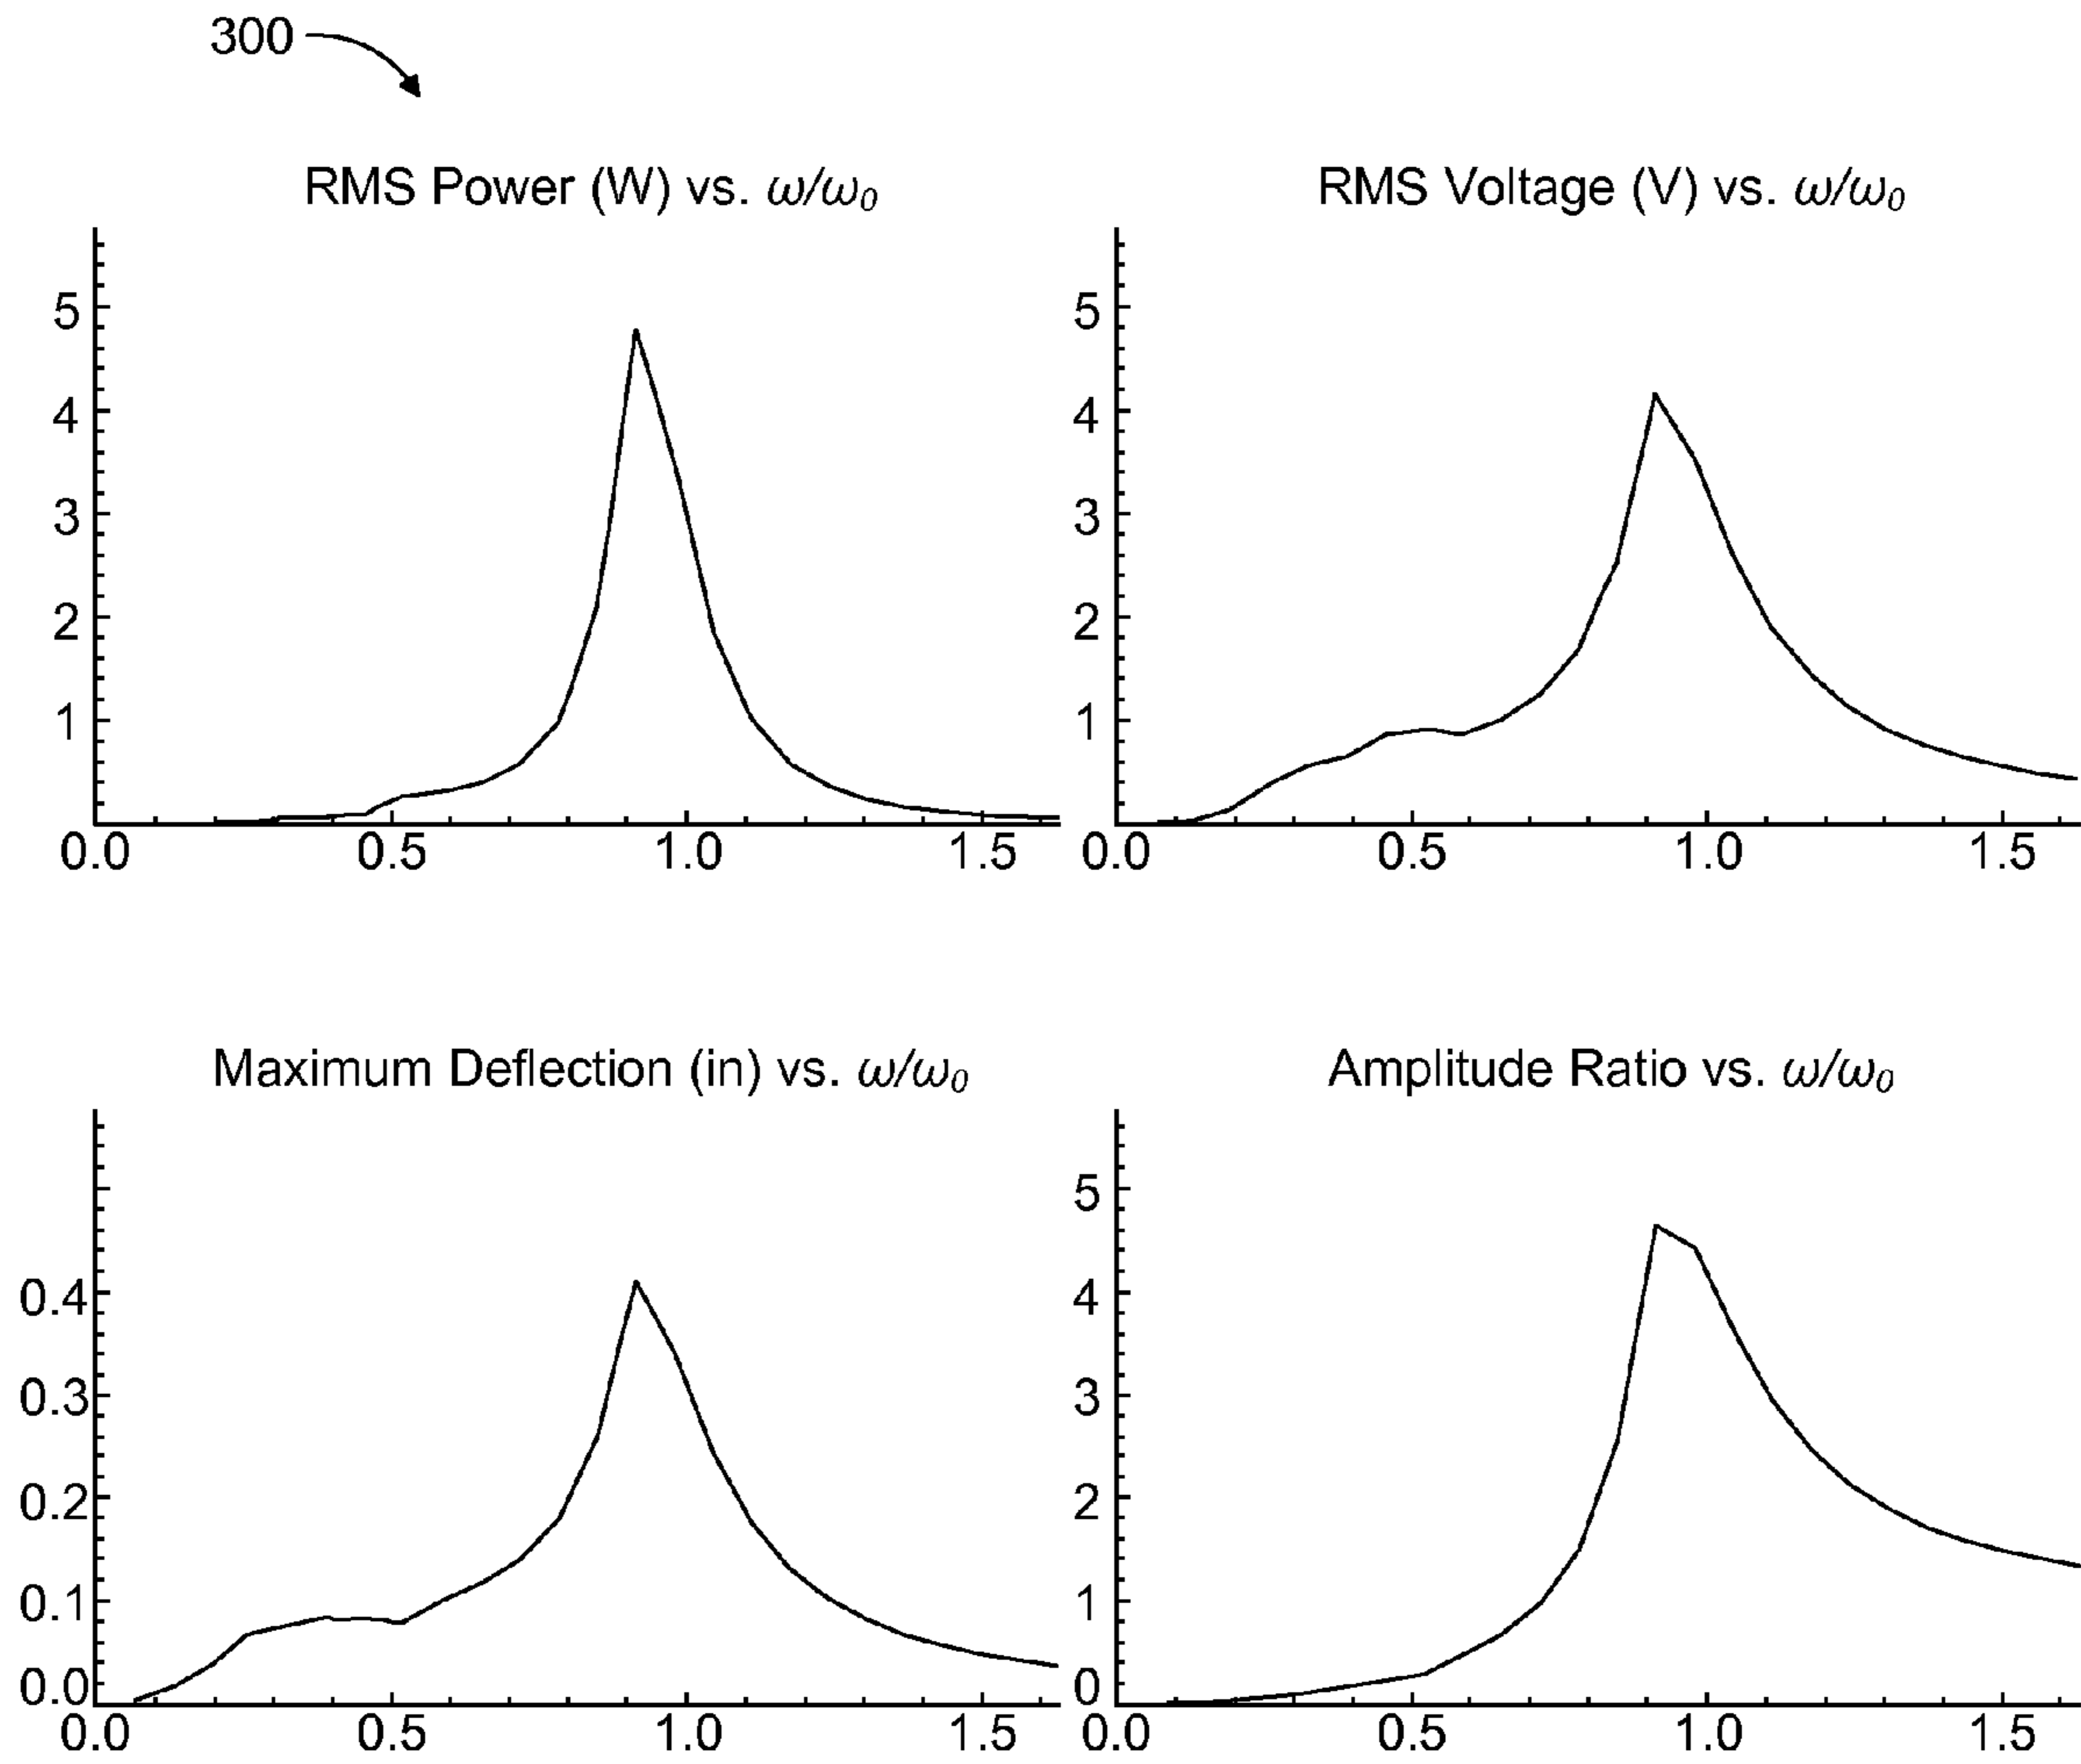 300
RMS Power (W) vs. ω/ω₀
5
4
3
2
1
0.0 0.5 1.0 1.5
RMS Voltage (V) vs. ω/ω₀
5
4
3
2
1
0.0 0.5 1.0 1.5
Maximum Deflection (in) vs. ω/ω₀
0.4
0.3
0.2
0.1
0.0
0.0 0.5 1.0 1.5
Amplitude Ratio vs. ω/ω₀
5
4
3
2
1
0
0.0 0.5 1.0 1.5